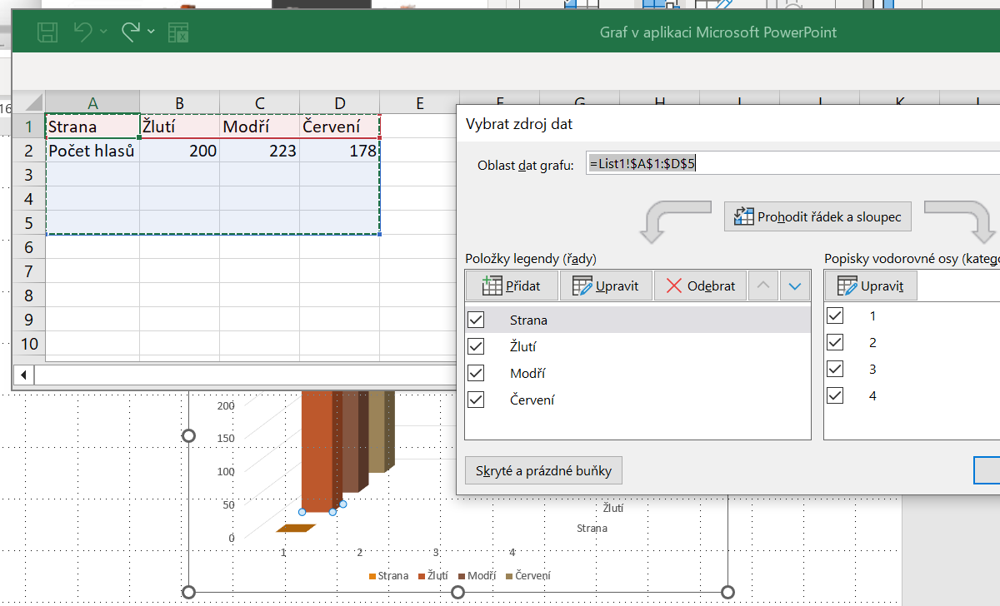 Graf v aplikaci Microsoft PowerPoint
16
A B C D E F G H I J K L
1 Strana Žlutí Modří Červení
2 Počet hlasů 200 223 178
3
4
5
6
7
8
9
10
Vybrat zdroj dat
Oblast dat grafu: =List1!$A$1:$D$5
Prohodit řádek a sloupec
Položky legendy (řady)
Přidat Upravit Odebrat
Strana
Žlutí
Modří
Červení
Popisky vodorovné osy (katego
Upravit
1
2
3
4
Skryté a prázdné buňky
200
150
100
50
0
1 2 3 4
Žlutí
Strana
Strana Žlutí Modří Červení